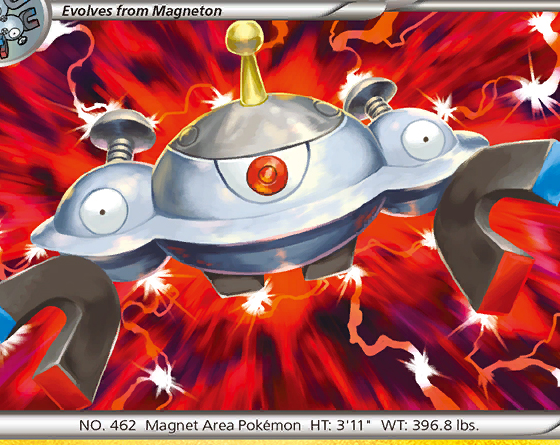 Evolves from Magneton
NO. 462 Magnet Area Pokémon HT: 3'11" WT: 396.8 lbs.